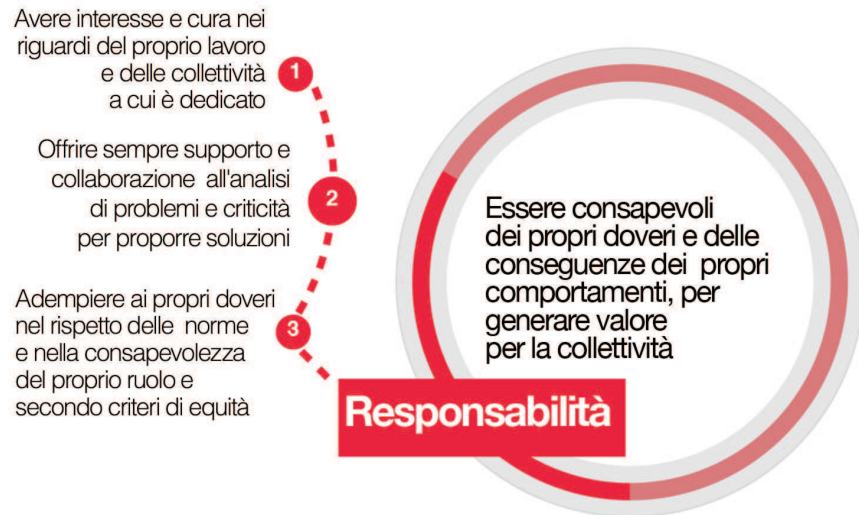 Avere interesse e cura nei
riguardi del proprio lavoro
e delle collettività
a cui è dedicato
1
Offrire sempre supporto e
collaborazione all'analisi
di problemi e criticità
per proporre soluzioni
2
Adempiere ai propri doveri
nel rispetto delle norme
e nella consapevolezza
del proprio ruolo e
secondo criteri di equità
3
Essere consapevoli
dei propri doveri e delle
conseguenze dei propri
comportamenti, per
generare valore
per la collettività
Responsabilità